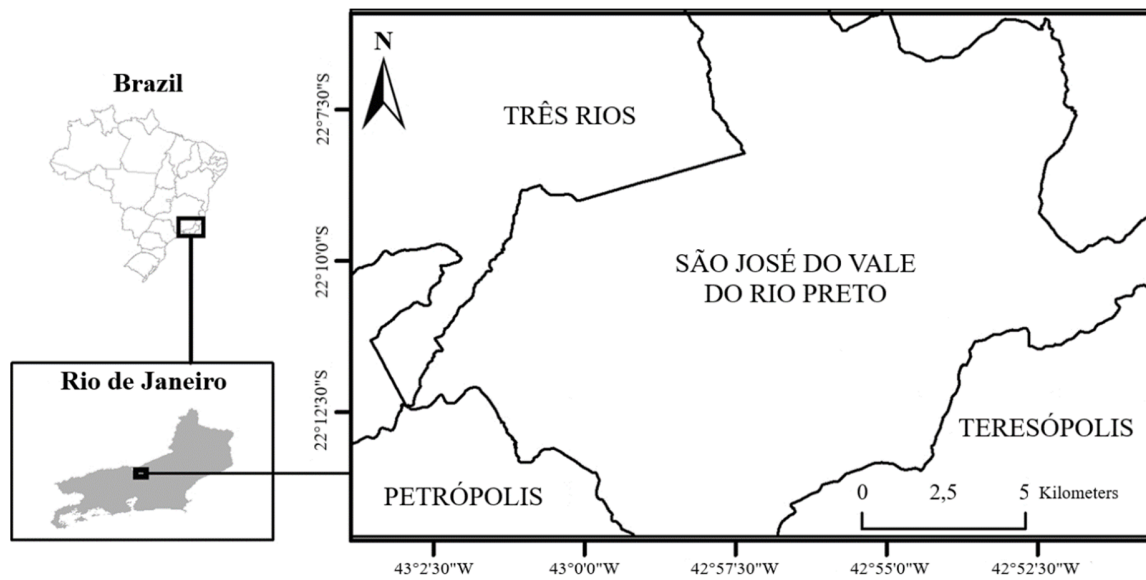 Brazil
Rio de Janeiro
N
TRÊS RIOS
SÃO JOSÉ DO VALE
DO RIO PRETO
TERESÓPOLIS
PETRÓPOLIS
0 2,5 5 Kilometers
22°7'30"S
22°10'0"S
22°12'30"S
43°2'30"W 43°0'0"W 42°57'30"W 42°55'0"W 42°52'30"W